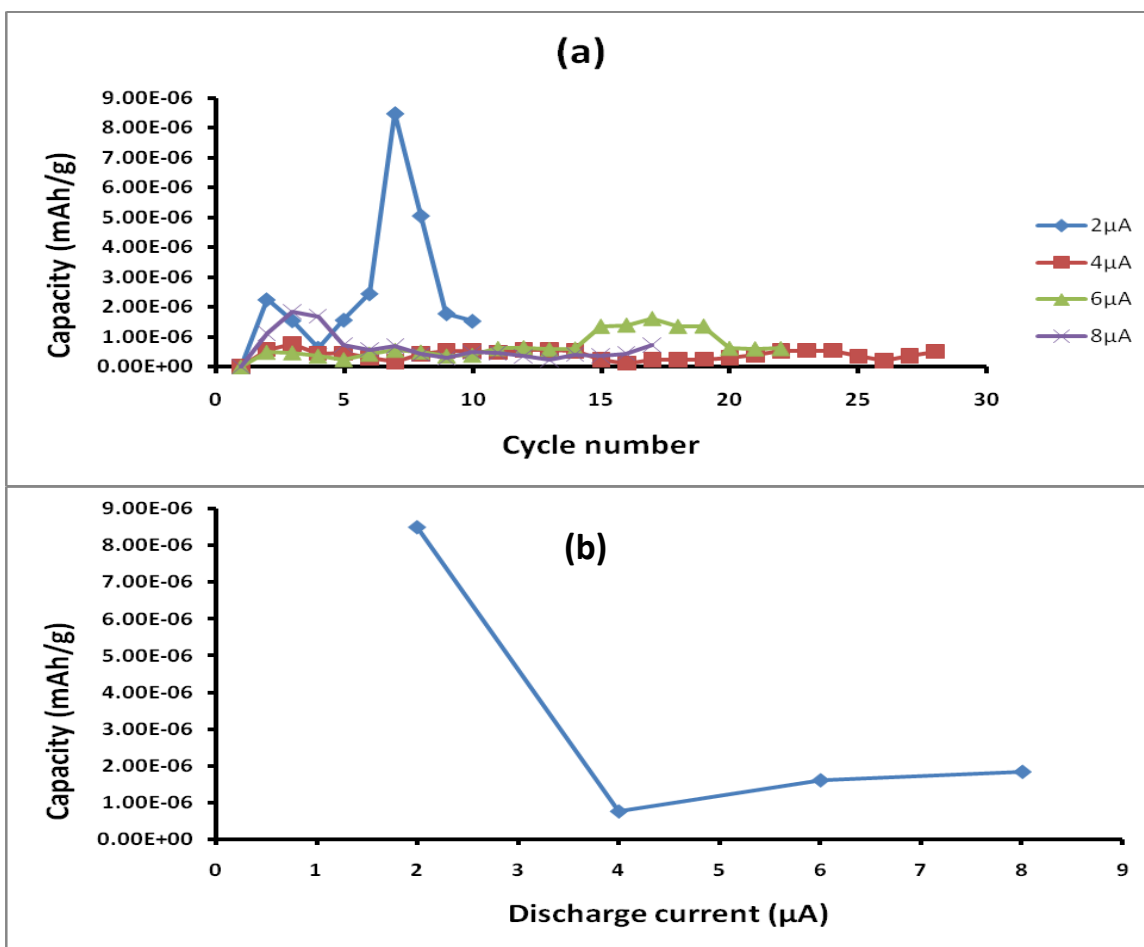 (a)
9.00E-06
8.00E-06
7.00E-06
6.00E-06
5.00E-06
4.00E-06
3.00E-06
2.00E-06
1.00E-06
0.00E+00
Capacity (mAh/g)
0 5 10 15 20 25 30
Cycle number
2µA
4µA
6µA
8µA
(b)
9.00E-06
8.00E-06
7.00E-06
6.00E-06
5.00E-06
4.00E-06
3.00E-06
2.00E-06
1.00E-06
0.00E+00
Capacity (mAh/g)
0 1 2 3 4 5 6 7 8 9
Discharge current (µA)